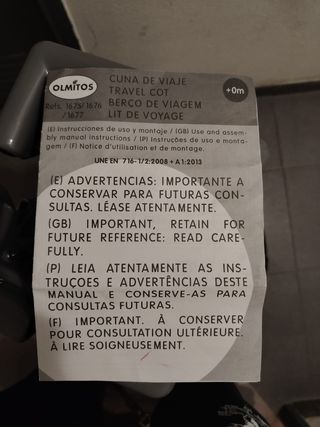 OLMITOS
CUNA DE VIAJE
TRAVEL COT
BERÇO DE VIAGEM
LIT DE VOYAGE
+0m
Refs. 1675/ 1676
/ 1677
(E) Instrucciones de uso y montaje / (GB) Use and assem-
bly manual instructions / (P) Instruções de uso e monta-
gem / (F) Notice d'utilisation et de montage.
UNE EN 716-1/2:2008 + A1:2013
(E) ADVERTENCIAS: IMPORTANTE A
CONSERVAR PARA FUTURAS CON-
SULTAS. LÉASE ATENTAMENTE.
(GB) IMPORTANT, RETAIN FOR
FUTURE REFERENCE: READ CARE-
FULLY.
(P) LEIA ATENTAMENTE AS INS-
TRUÇOES E ADVERTÊNCIAS DESTE
MANUAL E CONSERVE-AS PARA
CONSULTAS FUTURAS.
(F) IMPORTANT. À CONSERVER
POUR CONSULTATION ULTÉRIEURE.
À LIRE SOIGNEUSEMENT.